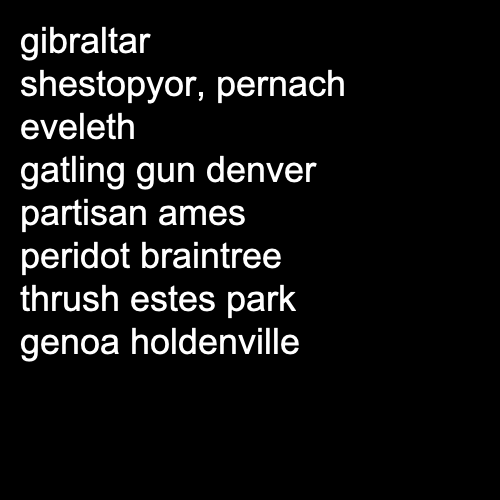 gibraltar
shestopyor, pernach
eveleth
gatling gun denver
partisan ames
peridot braintree
thrush estes park
genoa holdenville